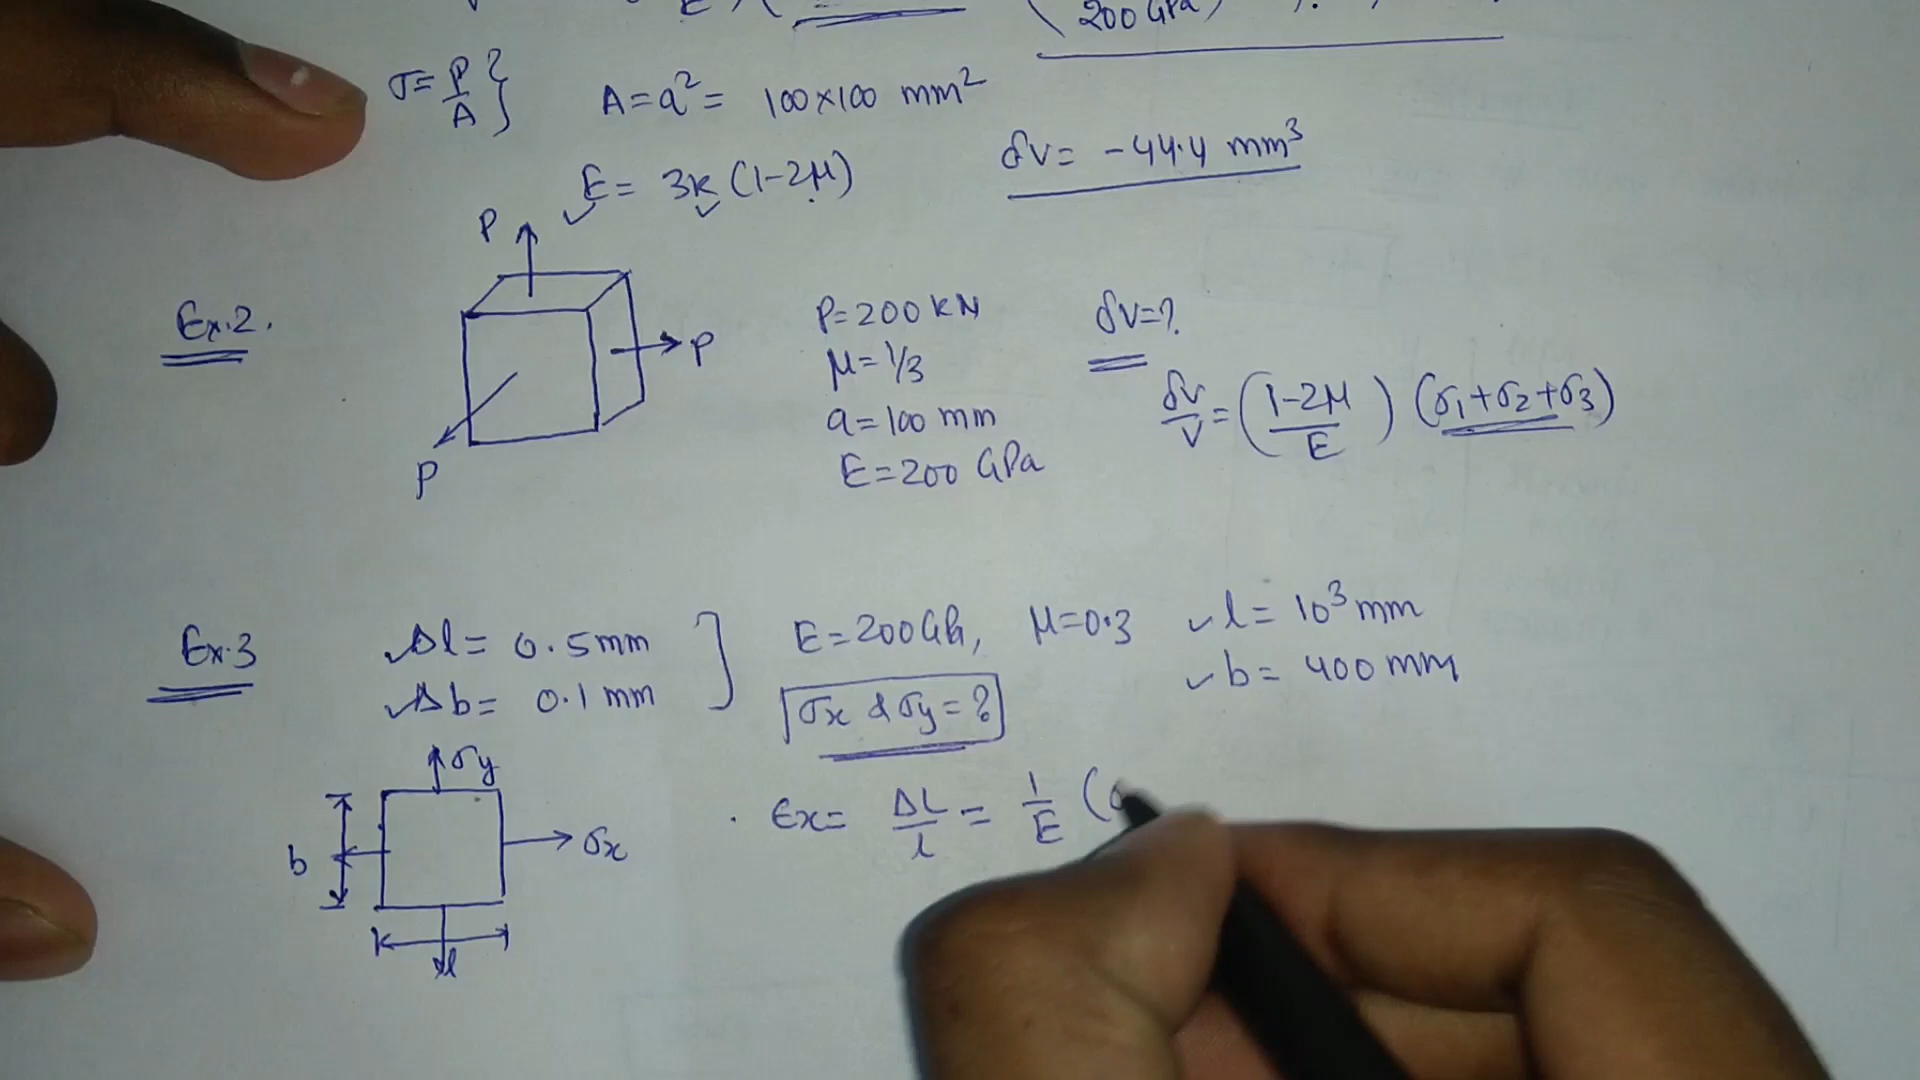 E
200 GPa)
σ = P/A }
A = a² = 100×100 mm²
δV = -44.4 mm³
E = 3K (1-2μ)
P
Ex.2.
P
P
P = 200 KN
μ = 1/3
a = 100 mm
E = 200 GPa
δV = ?
δV/V = (1-2μ/E) (σ1+σ2+σ3)
Ex.3
Δl = 0.5 mm
Δb = 0.1 mm
E = 200 GPa, μ = 0.3
l = 10³ mm
b = 400 mm
σx & σy = ?
σy
σx
b
l
εx = ΔL/l = 1/E (σ